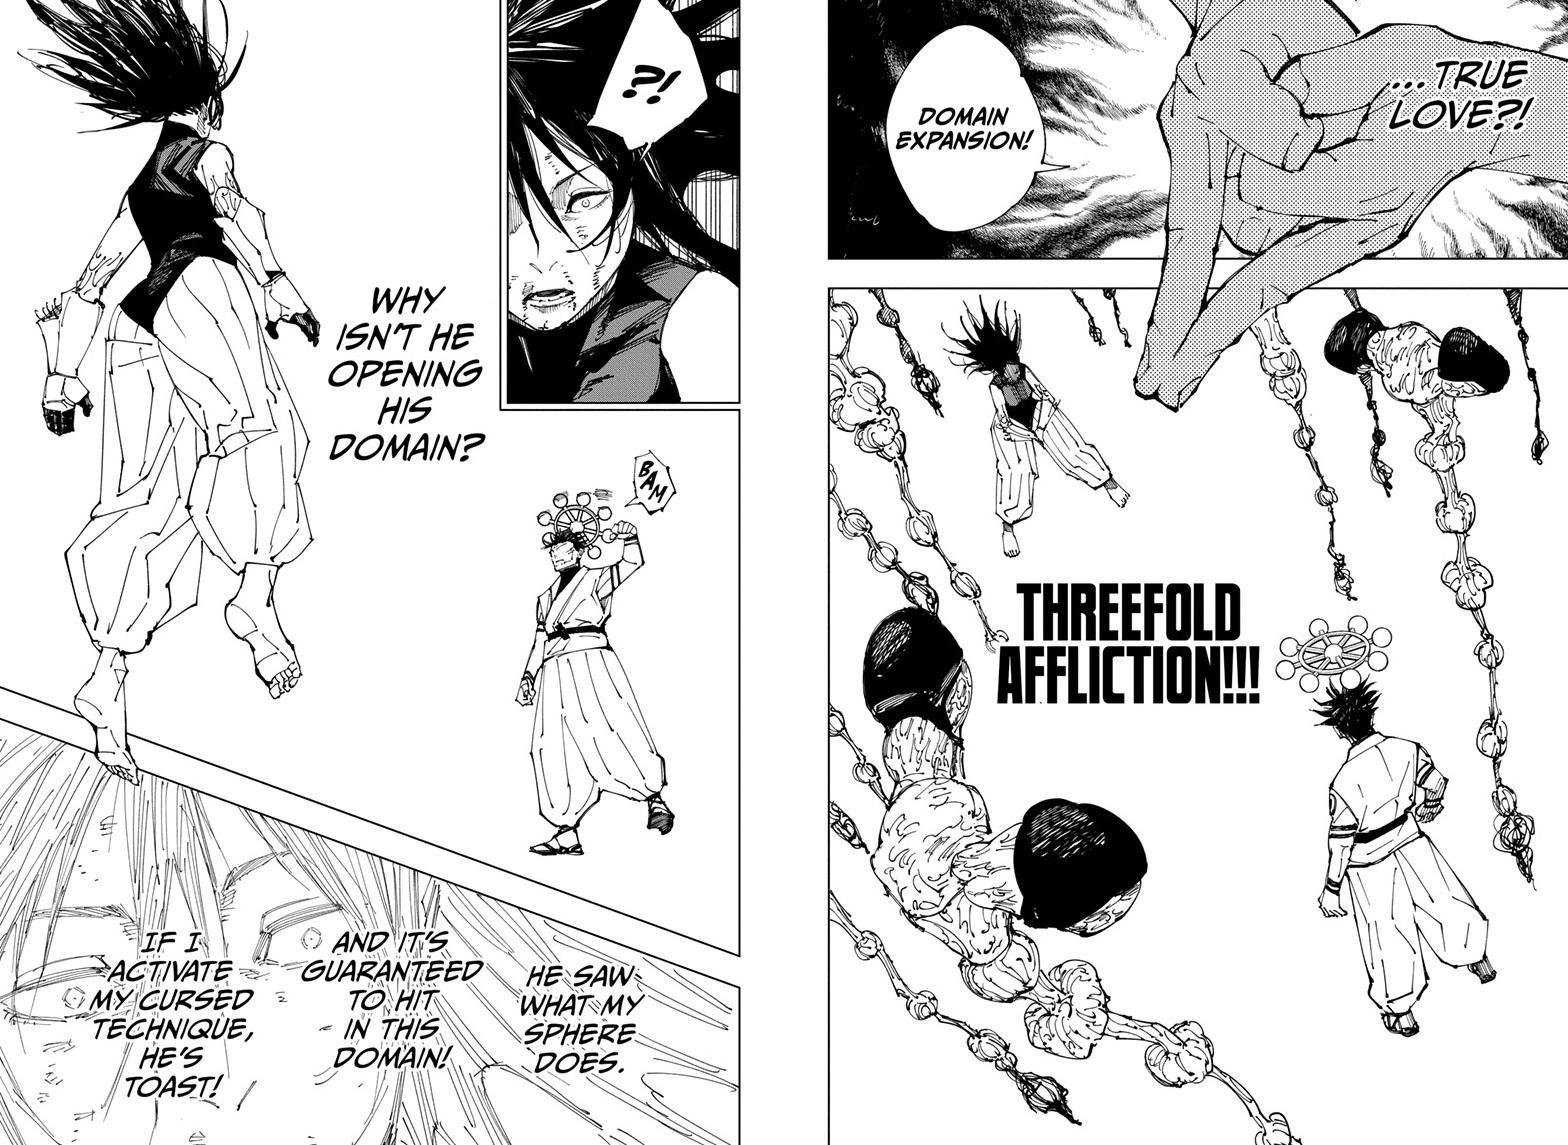 ...TRUE
LOVE?!
DOMAIN
EXPANSION!
THREEFOLD
AFFLICTION!!!
?!
WHY
ISN'T HE
OPENING
HIS
DOMAIN?
BAM
HE SAW
WHAT MY
SPHERE
DOES.
AND IT'S
GUARANTEED
TO HIT
IN THIS
DOMAIN!
IF I
ACTIVATE
MY CURSED
TECHNIQUE,
HE'S
TOAST!